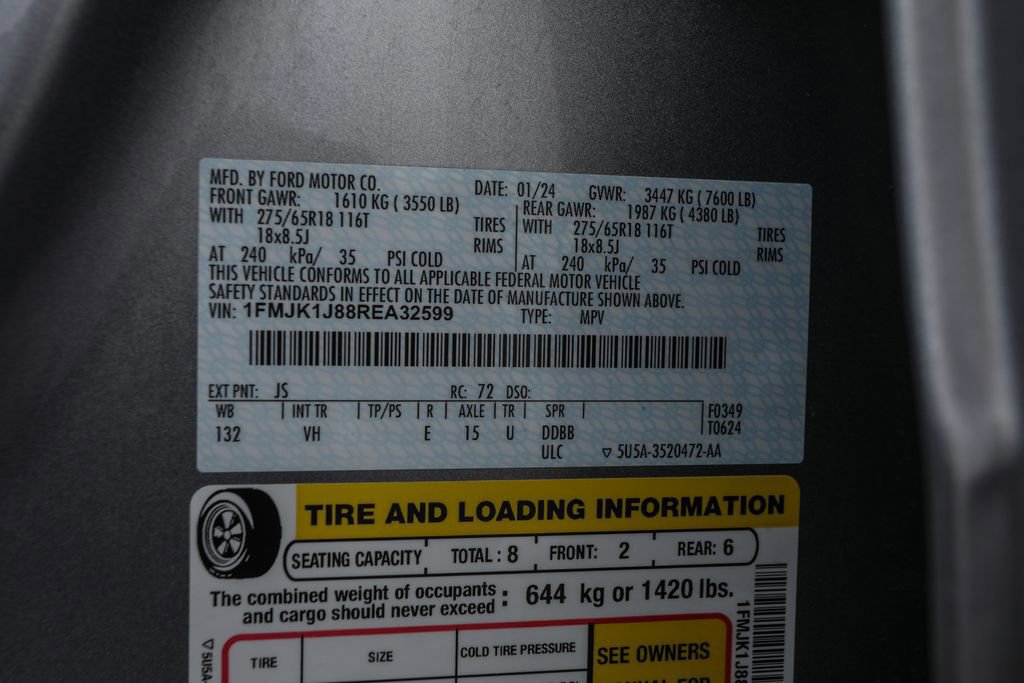 MFD. BY FORD MOTOR CO. DATE: 01/24 GVWR: 3447 KG ( 7600 LB)
FRONT GAWR: 1610 KG ( 3550 LB) REAR GAWR: 1987 KG ( 4380 LB)
WITH 275/65R18 116T TIRES WITH 275/65R18 116T TIRES
18x8.5J RIMS 18x8.5J RIMS
AT 240 kPa/ 35 PSI COLD AT 240 kPa/ 35 PSI COLD
THIS VEHICLE CONFORMS TO ALL APPLICABLE FEDERAL MOTOR VEHICLE
SAFETY STANDARDS IN EFFECT ON THE DATE OF MANUFACTURE SHOWN ABOVE.
VIN: 1FMJK1J88REA32599 TYPE: MPV
EXT PNT: JS RC: 72 DSO:
WB INT TR TP/PS R AXLE TR SPR F0349
132 VH E 15 U DDBB T0624
ULC ▽ 5U5A-3520472-AA
TIRE AND LOADING INFORMATION
SEATING CAPACITY TOTAL : 8 FRONT: 2 REAR: 6
The combined weight of occupants
and cargo should never exceed : 644 kg or 1420 lbs.
TIRE SIZE COLD TIRE PRESSURE SEE OWNERS
▽ 5U5A-
1FMJK1J88